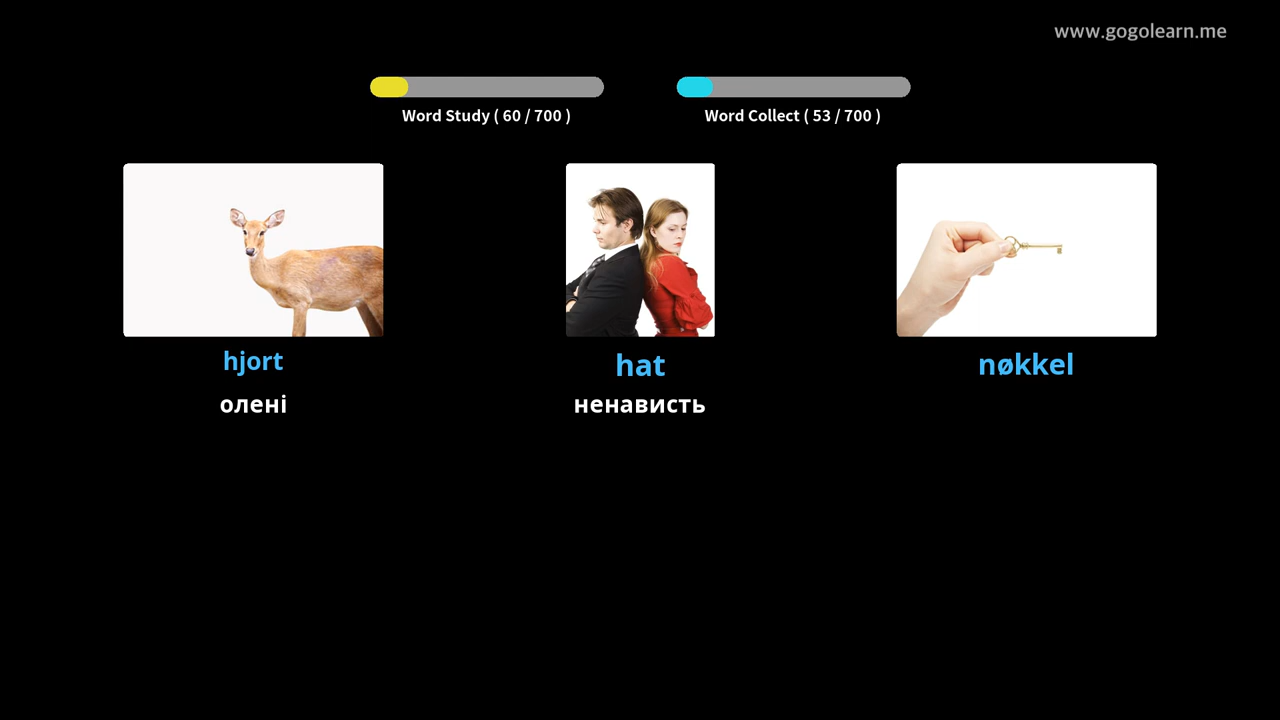 www.gogolearn.me
Word Study ( 60 / 700 )
Word Collect ( 53 / 700 )
hjort
hat
nøkkel
олені
ненависть